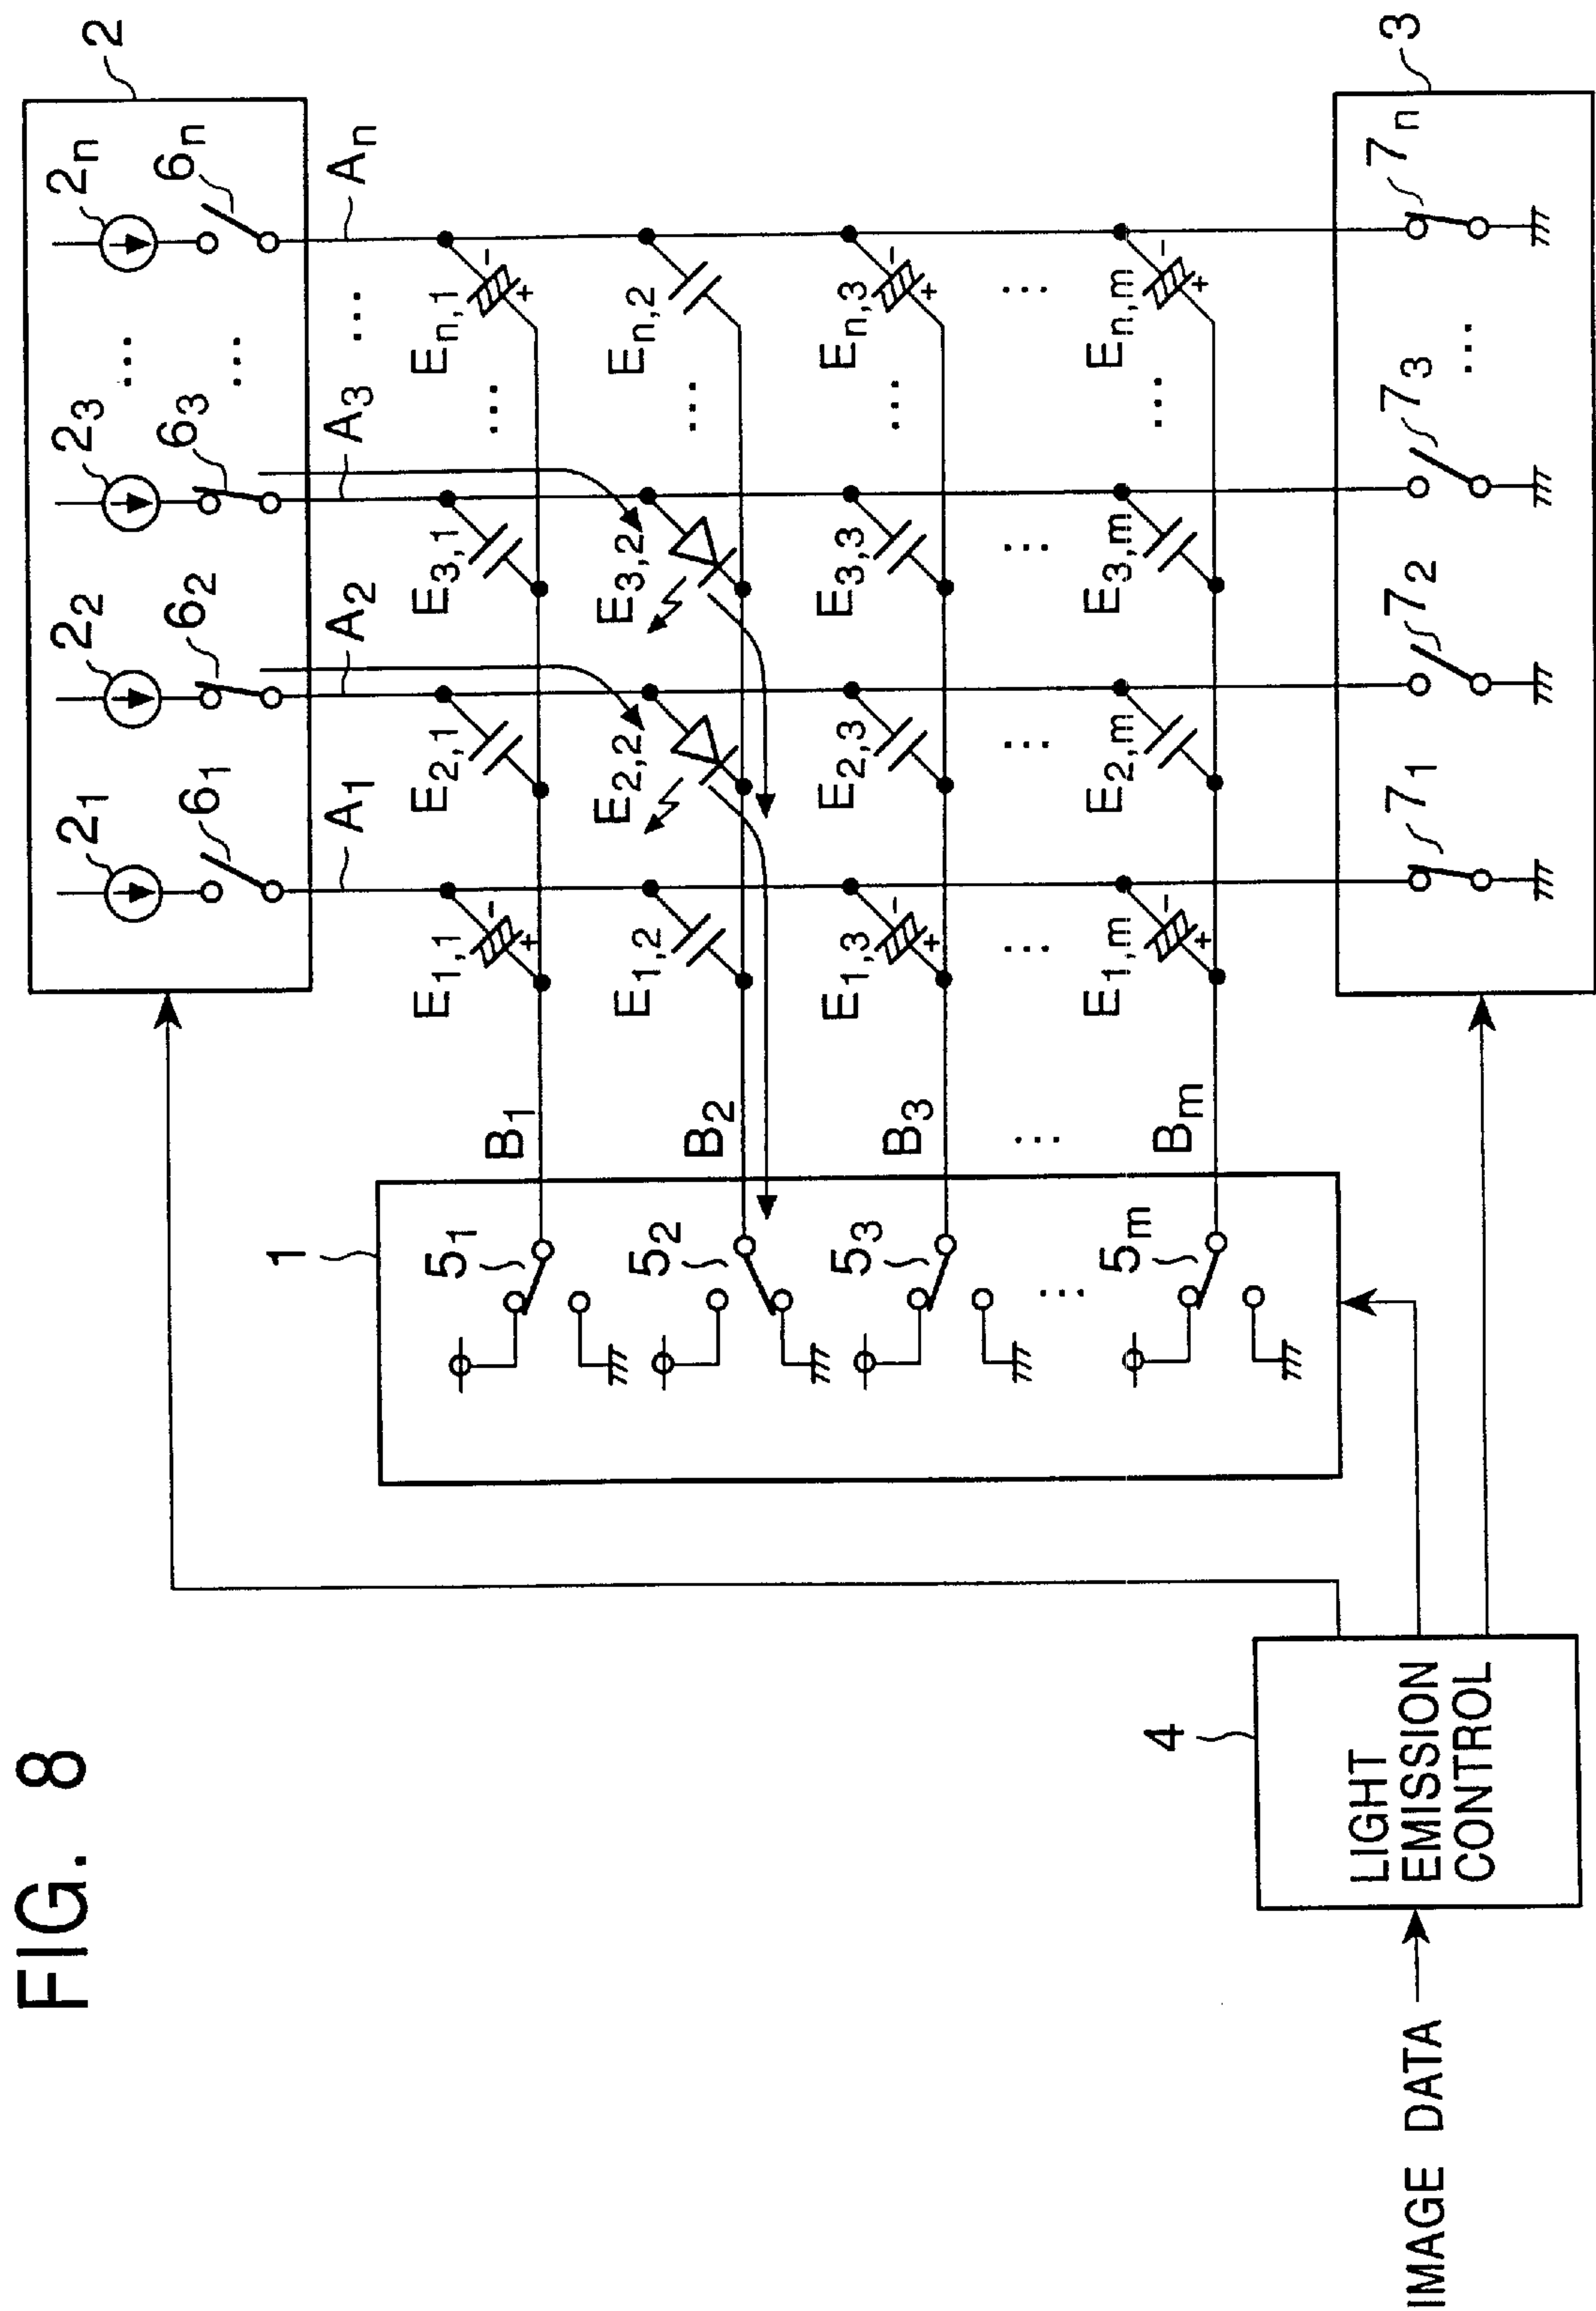 FIG. 8
2
2₁ 2₂ 2₃ ... 2ₙ
6₁ 6₂ 6₃ ... 6ₙ
A₁ A₂ A₃ ... Aₙ
1
B₁
5₁
E₁,₁ E₂,₁ E₃,₁ ... Eₙ,₁
- - 
+ +
B₂
5₂
E₁,₂ E₂,₂ E₃,₂ ... Eₙ,₂
B₃
5₃
E₁,₃ E₂,₃ E₃,₃ ... Eₙ,₃
- -
+ +
... ... ... ... ... ...
Bₘ
5ₘ
E₁,ₘ E₂,ₘ E₃,ₘ ... Eₙ,ₘ
- -
+ +
3
7₁ 7₂ 7₃ ... 7ₙ
4
LIGHT
EMISSION
CONTROL
IMAGE DATA